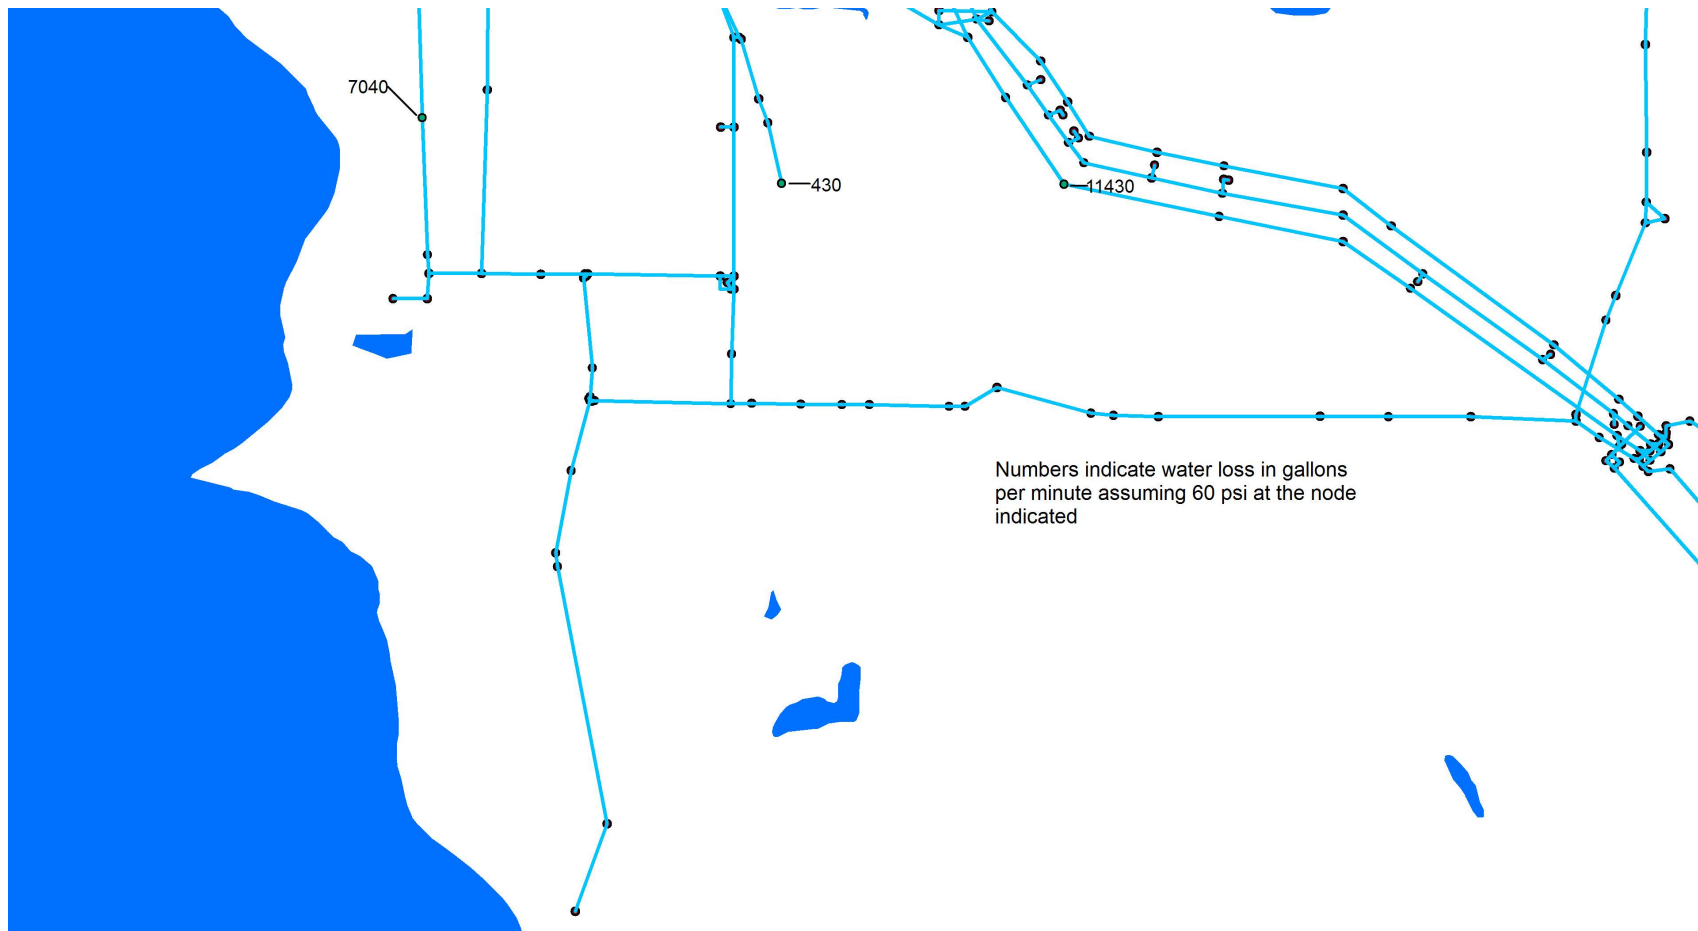 7040
430
11430
Numbers indicate water loss in gallons
per minute assuming 60 psi at the node
indicated